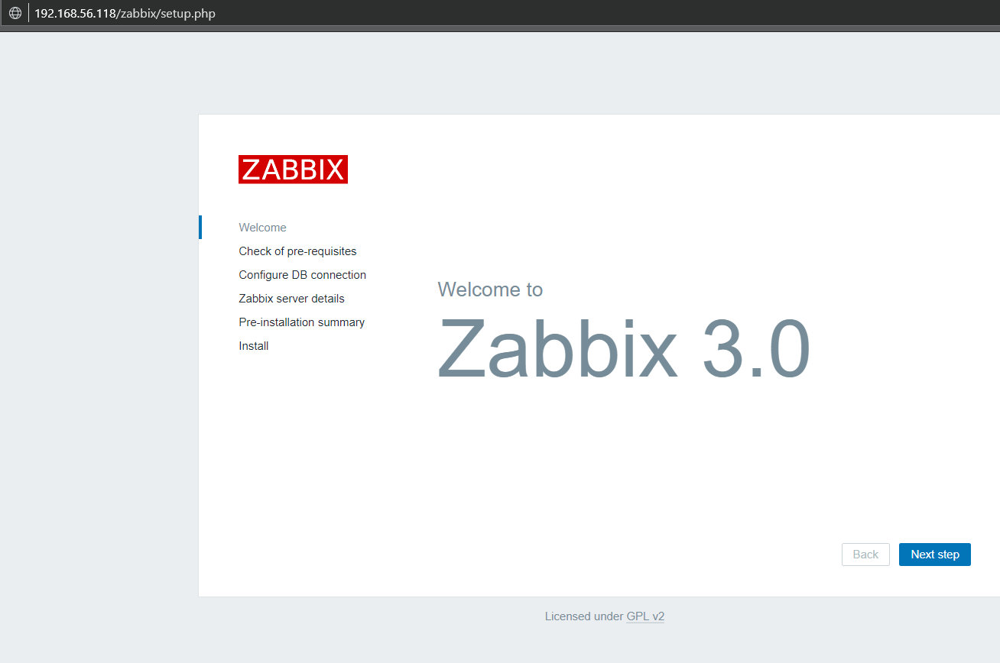 192.168.56.118/zabbix/setup.php
ZABBIX
Welcome
Check of pre-requisites
Configure DB connection
Zabbix server details
Pre-installation summary
Install
Welcome to
Zabbix 3.0
Back
Next step
Licensed under GPL v2